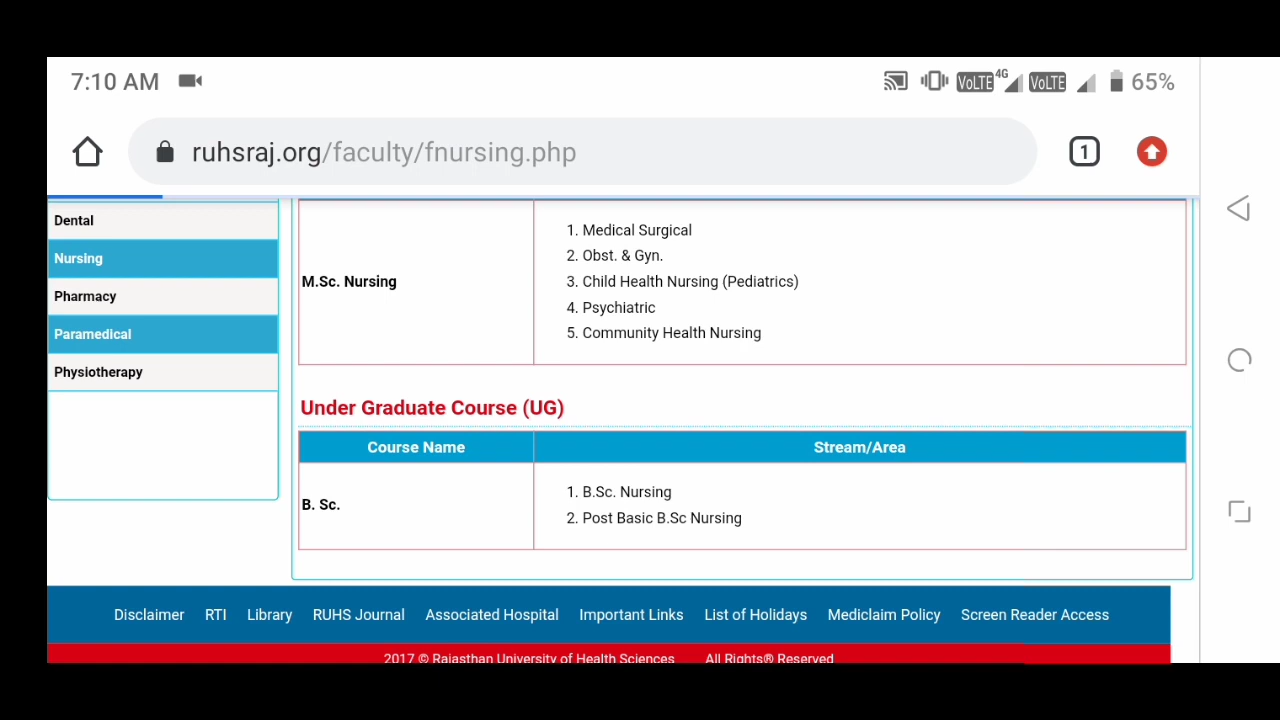 7:10 AM VoLTE 4G VoLTE 65%
ruhsraj.org/faculty/fnursing.php 1
Dental
Nursing
Pharmacy
Paramedical
Physiotherapy
M.Sc. Nursing
1. Medical Surgical
2. Obst. & Gyn.
3. Child Health Nursing (Pediatrics)
4. Psychiatric
5. Community Health Nursing
Under Graduate Course (UG)
Course Name Stream/Area
B. Sc.
1. B.Sc. Nursing
2. Post Basic B.Sc Nursing
Disclaimer RTI Library RUHS Journal Associated Hospital Important Links List of Holidays Mediclaim Policy Screen Reader Access
2017 © Rajasthan University of Health Sciences All Rights® Reserved